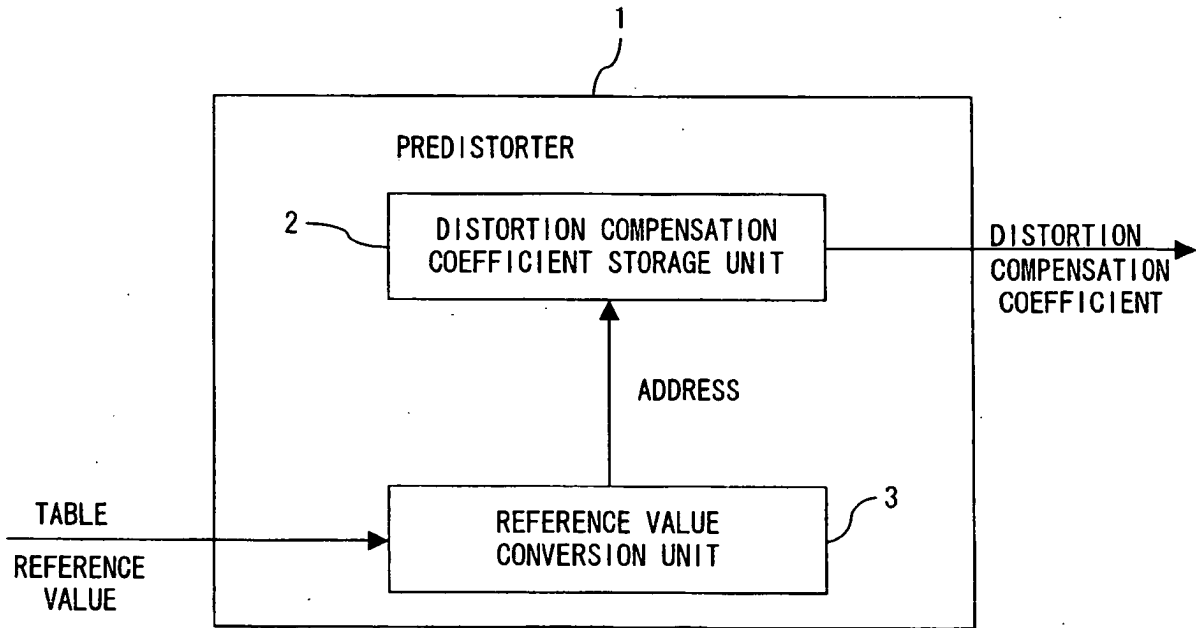 1
PREDISTORTER
2
DISTORTION COMPENSATION
COEFFICIENT STORAGE UNIT
DISTORTION
COMPENSATION
COEFFICIENT
ADDRESS
3
REFERENCE VALUE
CONVERSION UNIT
TABLE
REFERENCE
VALUE